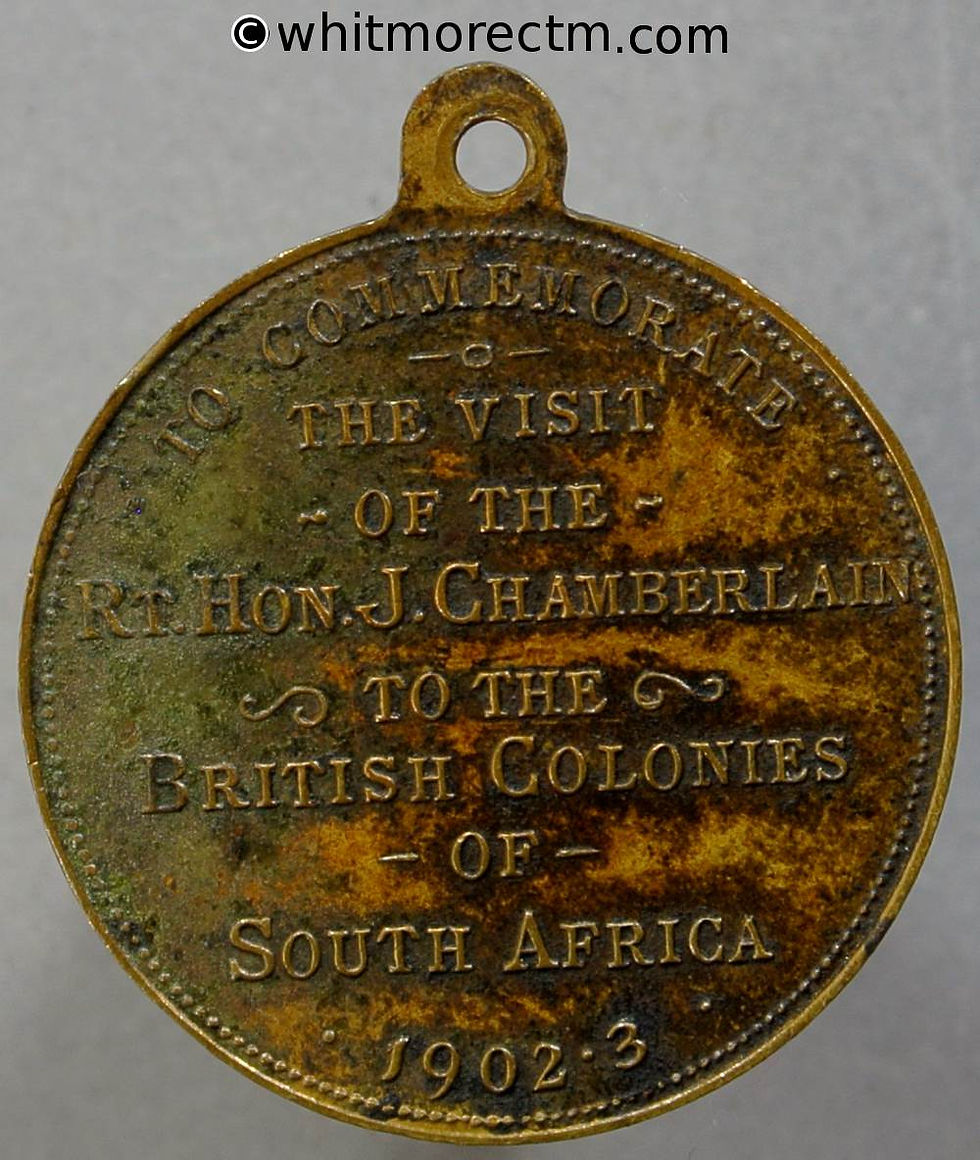 © whitmorectm.com
TO COMMEMORATE
THE VISIT
~ OF THE ~
RT. HON. J. CHAMBERLAIN
TO THE
BRITISH COLONIES
— OF —
SOUTH AFRICA
1902·3